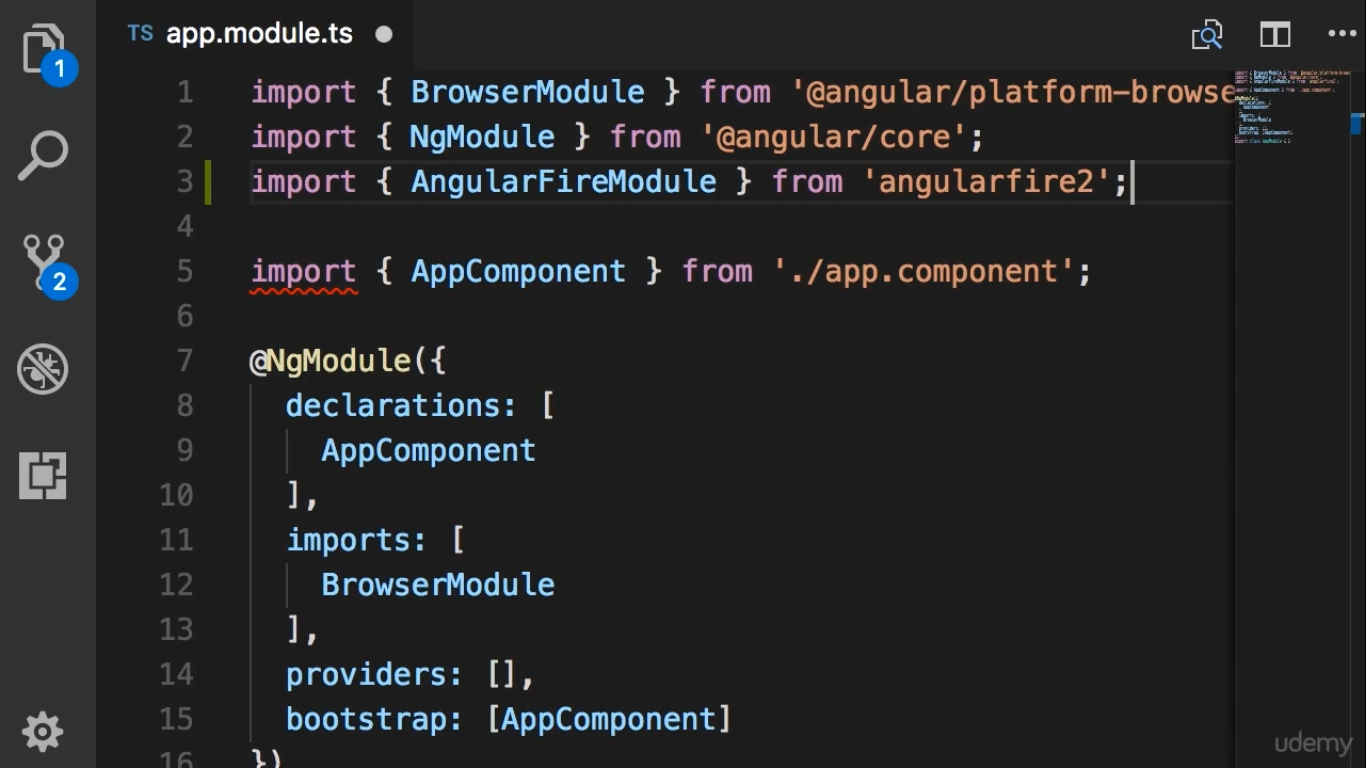 TS app.module.ts
1
1 import { BrowserModule } from '@angular/platform-browse
2 import { NgModule } from '@angular/core';
3 import { AngularFireModule } from 'angularfire2';
4
2
5 import { AppComponent } from './app.component';
6
7 @NgModule({
8 declarations: [
9 AppComponent
10 ],
11 imports: [
12 BrowserModule
13 ],
14 providers: [],
15 bootstrap: [AppComponent]
16 })
udemy